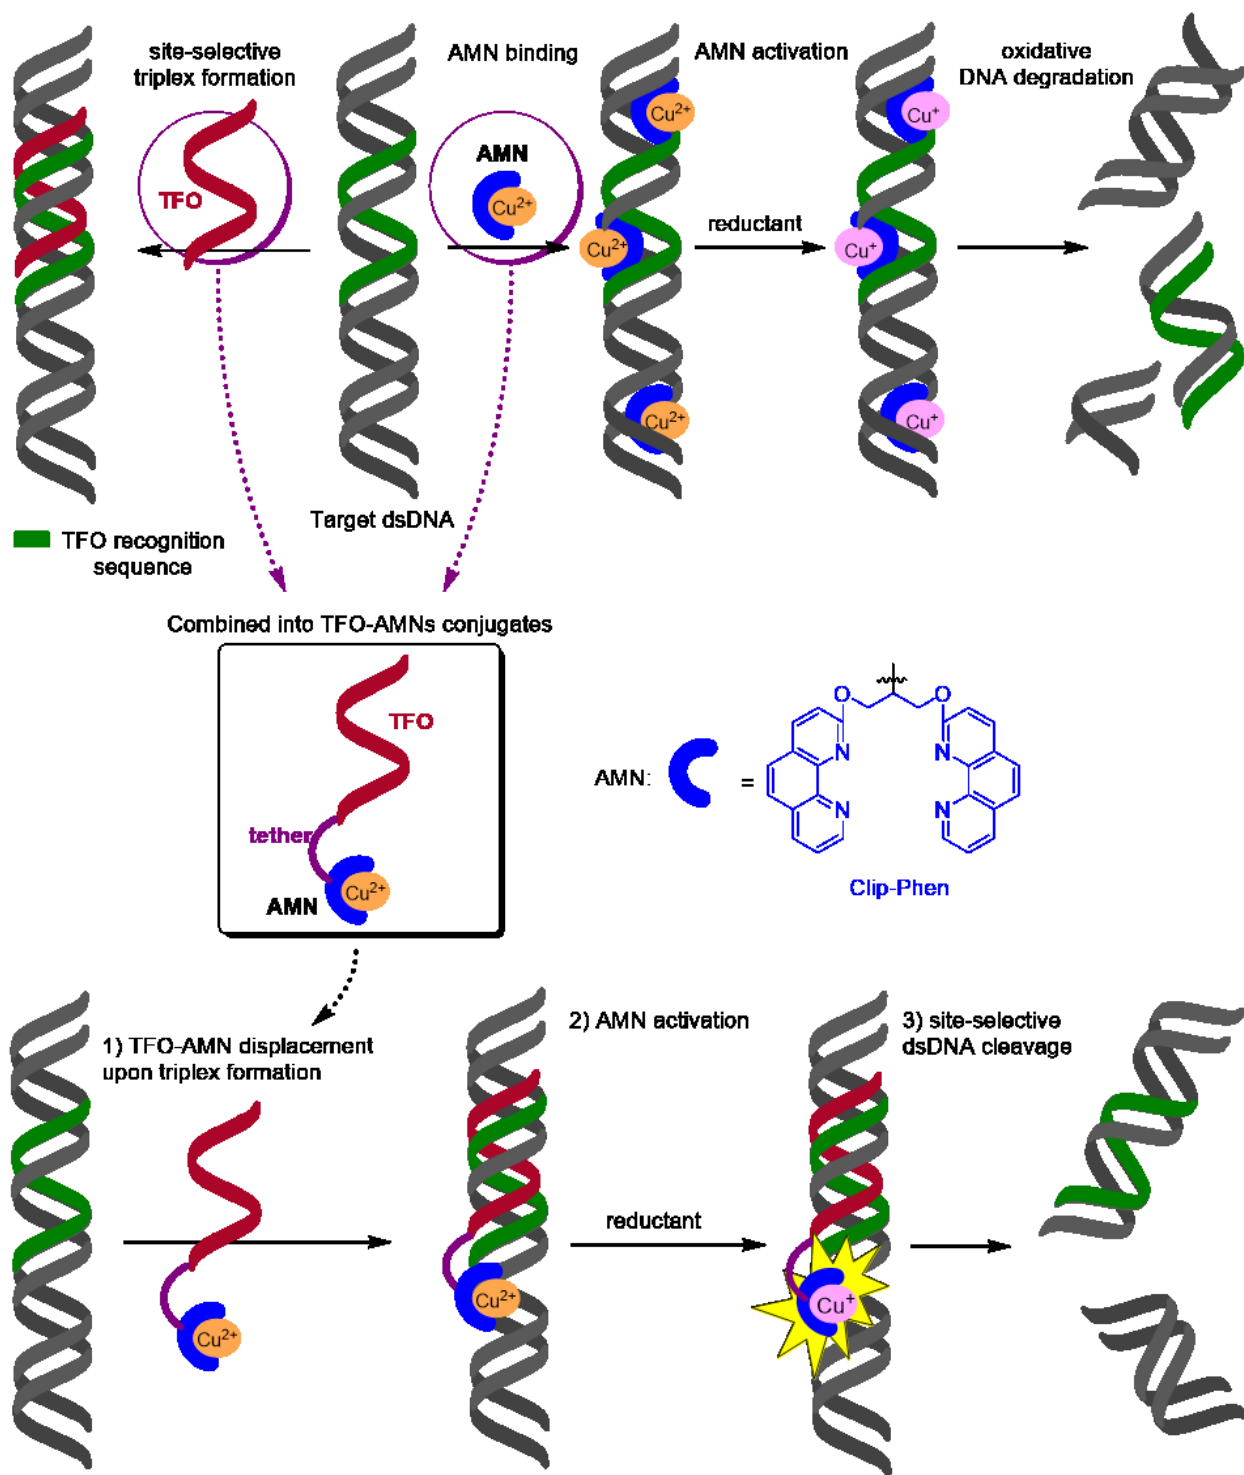 site-selective
triplex formation
AMN binding
AMN activation
oxidative
DNA degradation
TFO
AMN
Cu²⁺
Cu²⁺
Cu²⁺
Cu²⁺
reductant
Cu⁺
Cu⁺
Cu⁺
Target dsDNA
TFO recognition
sequence
Combined into TFO-AMNs conjugates
TFO
tether
Cu²⁺
AMN
AMN:
=
O
O
N
N
N
N
Clip-Phen
1) TFO-AMN displacement
upon triplex formation
2) AMN activation
3) site-selective
dsDNA cleavage
reductant
Cu²⁺
Cu²⁺
Cu⁺